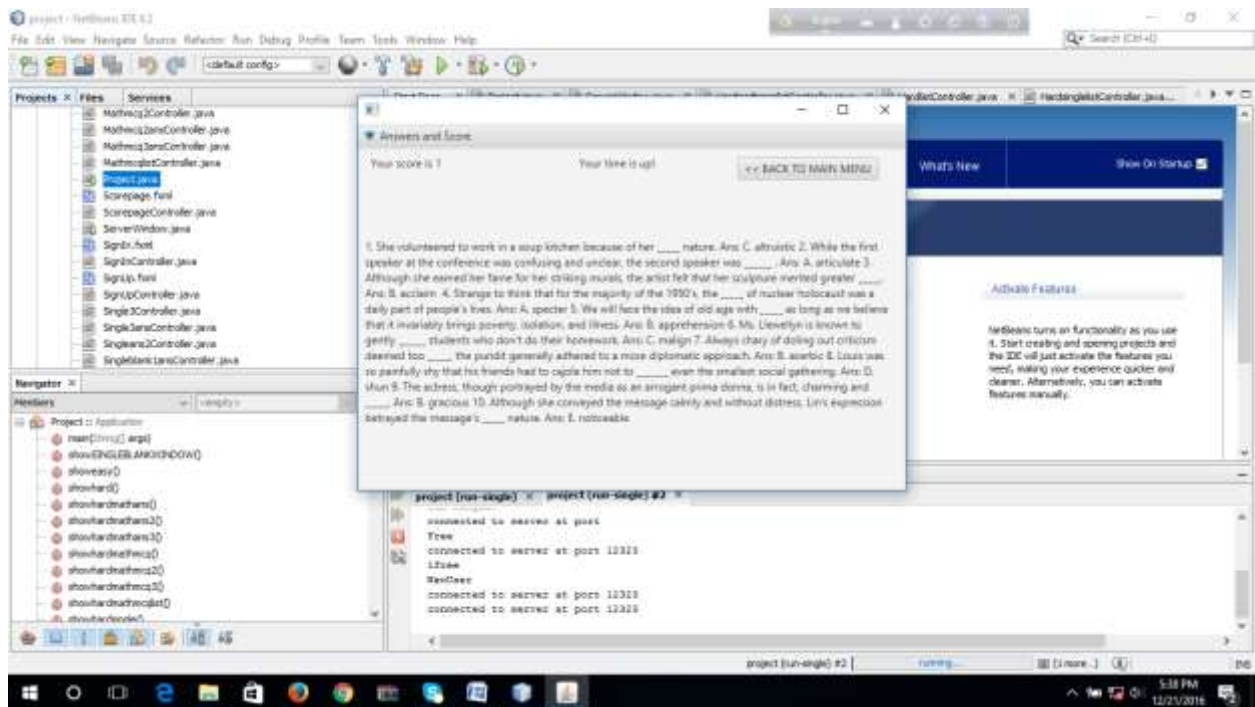 project - NetBeans IDE 8.2
Search (Ctrl+I)
File Edit View Navigate Source Refactor Run Debug Profile Team Tools Window Help
<default config>
Projects Files Services
Mathmcq2Controller.java
Mathmcq2ansController.java
Mathmcq3ansController.java
MathmcqlistController.java
Project.java
Scorepage.fxml
ScorepageController.java
ServerWindow.java
SignIn.fxml
SignInController.java
SignUp.fxml
SignUpController.java
Single3Controller.java
Single3ansController.java
Singleans2Controller.java
Navigator
Members <empty>
Project :: Application
main(String[] args)
showSINGLEBLANKWINDOW()
showeasy()
showhard()
showhardmathans()
showhardmathans2()
showhardmathans3()
showhardmathmcq()
showhardmathmcq2()
showhardmathmcq3()
showhardmathmcqlist()
Answers and Score
Your score is 1
Your time is up!
<< BACK TO MAIN MENU
1. She volunteered to work in a soup kitchen because of her ____ nature. Ans: C. altruistic 2. While the first
speaker at the conference was confusing and unclear, the second speaker was _____ . Ans: A. articulate 3.
Although she earned her fame for her striking murals, the artist felt that her sculpture merited greater ____.
Ans: B. acclaim 4. Strange to think that for the majority of the 1950's, the ____ of nuclear holocaust was a
daily part of people's lives. Ans: A. specter 5. We will face the idea of old age with ____ as long as we believe
that it invariably brings poverty, isolation, and illness. Ans: B. apprehension 6. Ms. Llewellyn is known to
gently ____ students who don't do their homework. Ans: C. malign 7. Always chary of doling out criticism
deemed too ____ the pundit generally adhered to a more diplomatic approach. Ans: B. acerbic 8. Louis was
so painfully shy that his friends had to cajole him not to _____ even the smallest social gathering. Ans: D.
shun 9. The actress, though portrayed by the media as an arrogant prima donna, is in fact, charming and
____. Ans: B. gracious 10. Although she conveyed the message calmly and without distress, Lin's expression
betrayed the message's ____ nature. Ans: E. noticeable
What's New
Show On Startup
Activate Features
NetBeans turns on functionality as you use
it. Start creating and opening projects and
the IDE will just activate the features you
need, making your experience quicker and
cleaner. Alternatively, you can activate
features manually.
project (run-single) project (run-single) #2
connected to server at port
connected to server at port 12323
NavUser
connected to server at port 12323
connected to server at port 12323
project (run-single) #2 running... (1 more...) INS
5:38 PM
12/21/2016